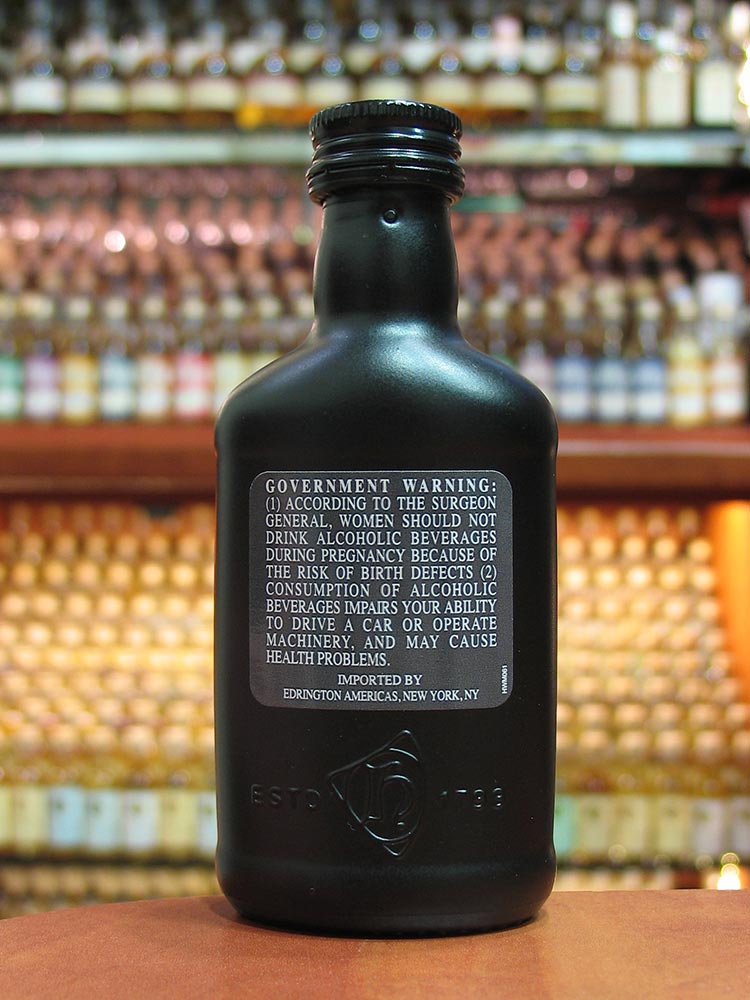 GOVERNMENT WARNING:
(1) ACCORDING TO THE SURGEON
GENERAL, WOMEN SHOULD NOT
DRINK ALCOHOLIC BEVERAGES
DURING PREGNANCY BECAUSE OF
THE RISK OF BIRTH DEFECTS (2)
CONSUMPTION OF ALCOHOLIC
BEVERAGES IMPAIRS YOUR ABILITY
TO DRIVE A CAR OR OPERATE
MACHINERY, AND MAY CAUSE
HEALTH PROBLEMS.
IMPORTED BY
EDRINGTON AMERICAS, NEW YORK, NY
HWM061
ESTD H 1798